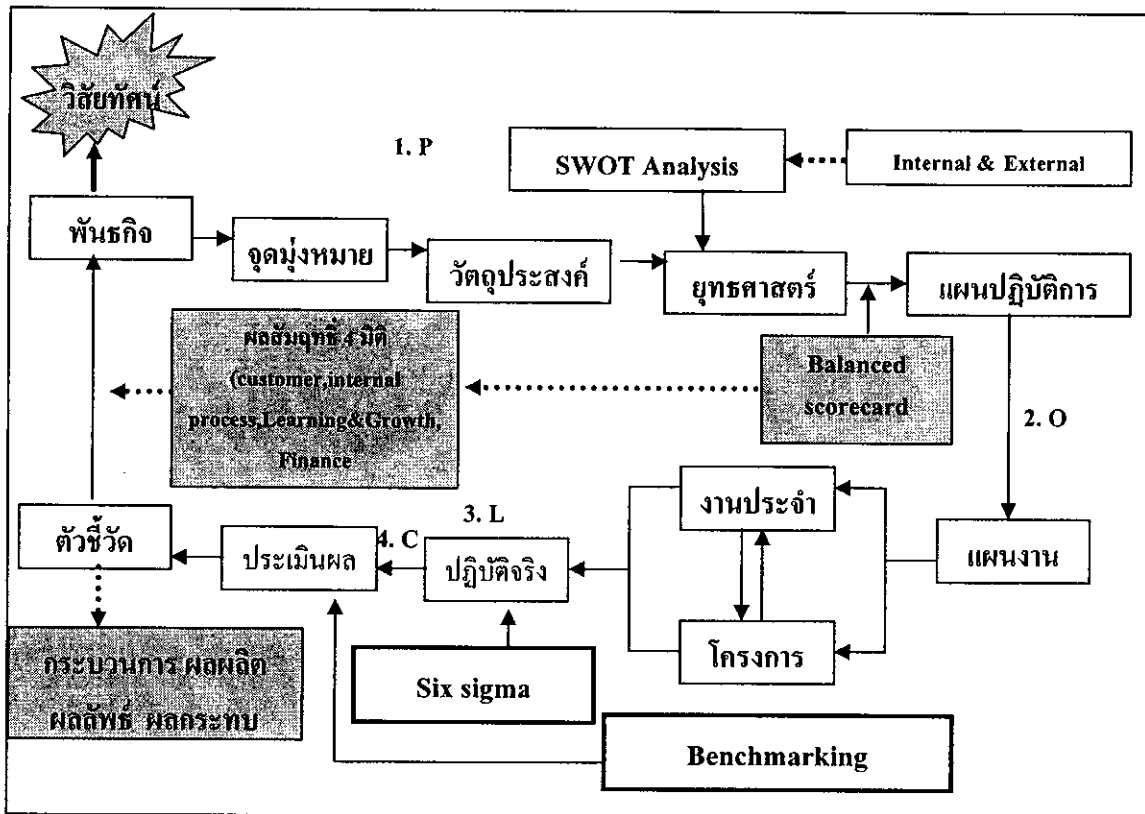 วิสัยทัศน์
1. P
SWOT Analysis
Internal & External
พันธกิจ
จุดมุ่งหมาย
วัตถุประสงค์
ยุทธศาสตร์
แผนปฏิบัติการ
ผลสัมฤทธิ์ 4 มิติ
(customer,internal
process,Learning&Growth,
Finance
Balanced
scorecard
2. O
งานประจำ
3. L
ตัวชี้วัด
ประเมินผล
4. C
ปฏิบัติจริง
แผนงาน
โครงการ
กระบวนการ ผลผลิต
ผลลัพธ์ ผลกระทบ
Six sigma
Benchmarking